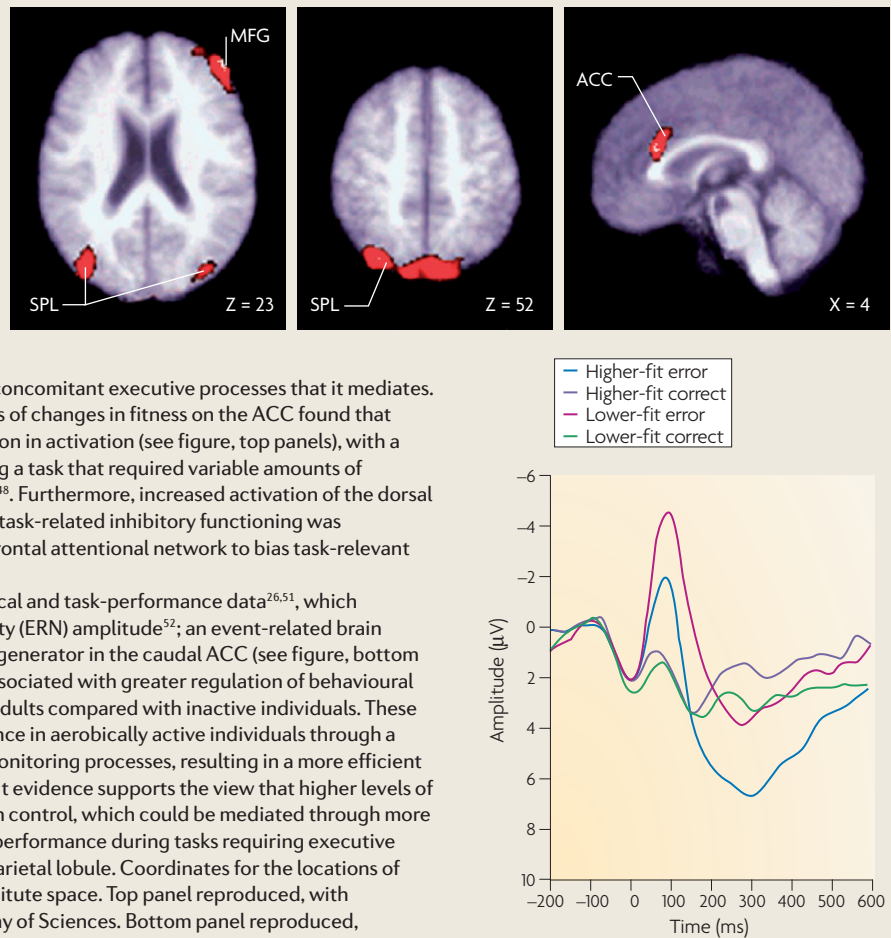 MFG
ACC
SPL
Z = 23
SPL
Z = 52
X = 4
concomitant executive processes that it mediates.
s of changes in fitness on the ACC found that
on in activation (see figure, top panels), with a
g a task that required variable amounts of
48. Furthermore, increased activation of the dorsal
task-related inhibitory functioning was
rontal attentional network to bias task-relevant
cal and task-performance data26,51, which
ty (ERN) amplitude52; an event-related brain
generator in the caudal ACC (see figure, bottom
ssociated with greater regulation of behavioural
dults compared with inactive individuals. These
nce in aerobically active individuals through a
onitoring processes, resulting in a more efficient
t evidence supports the view that higher levels of
n control, which could be mediated through more
performance during tasks requiring executive
arietal lobule. Coordinates for the locations of
titute space. Top panel reproduced, with
ny of Sciences. Bottom panel reproduced,
Higher-fit error
Higher-fit correct
Lower-fit error
Lower-fit correct
–6
–4
–2
0
2
4
6
8
10
Amplitude (μV)
–200 –100 0 100 200 300 400 500 600
Time (ms)